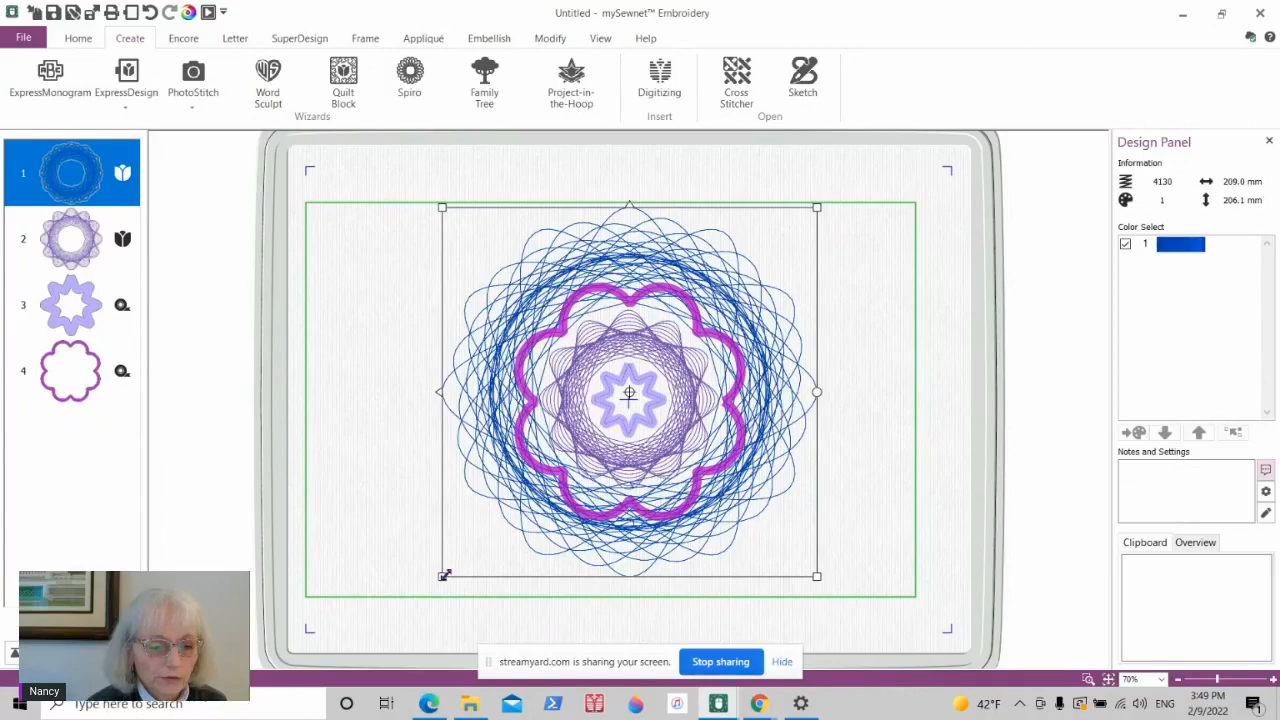 Untitled - mySewnet™ Embroidery
File Home Create Encore Letter SuperDesign Frame Appliqué Embellish Modify View Help
ExpressMonogram ExpressDesign PhotoStitch Word Sculpt Quilt Block Spiro Family Tree Project-in-the-Hoop Digitizing Cross Stitcher Sketch
Wizards Insert Open
Design Panel
Information
4130 209.0 mm
1 206.1 mm
Color Select
1
1
2
3
4
Notes and Settings
Clipboard Overview
Nancy
streamyard.com is sharing your screen. Stop sharing Hide
70%
Type here to search
42°F
3:49 PM
2/9/2022
1